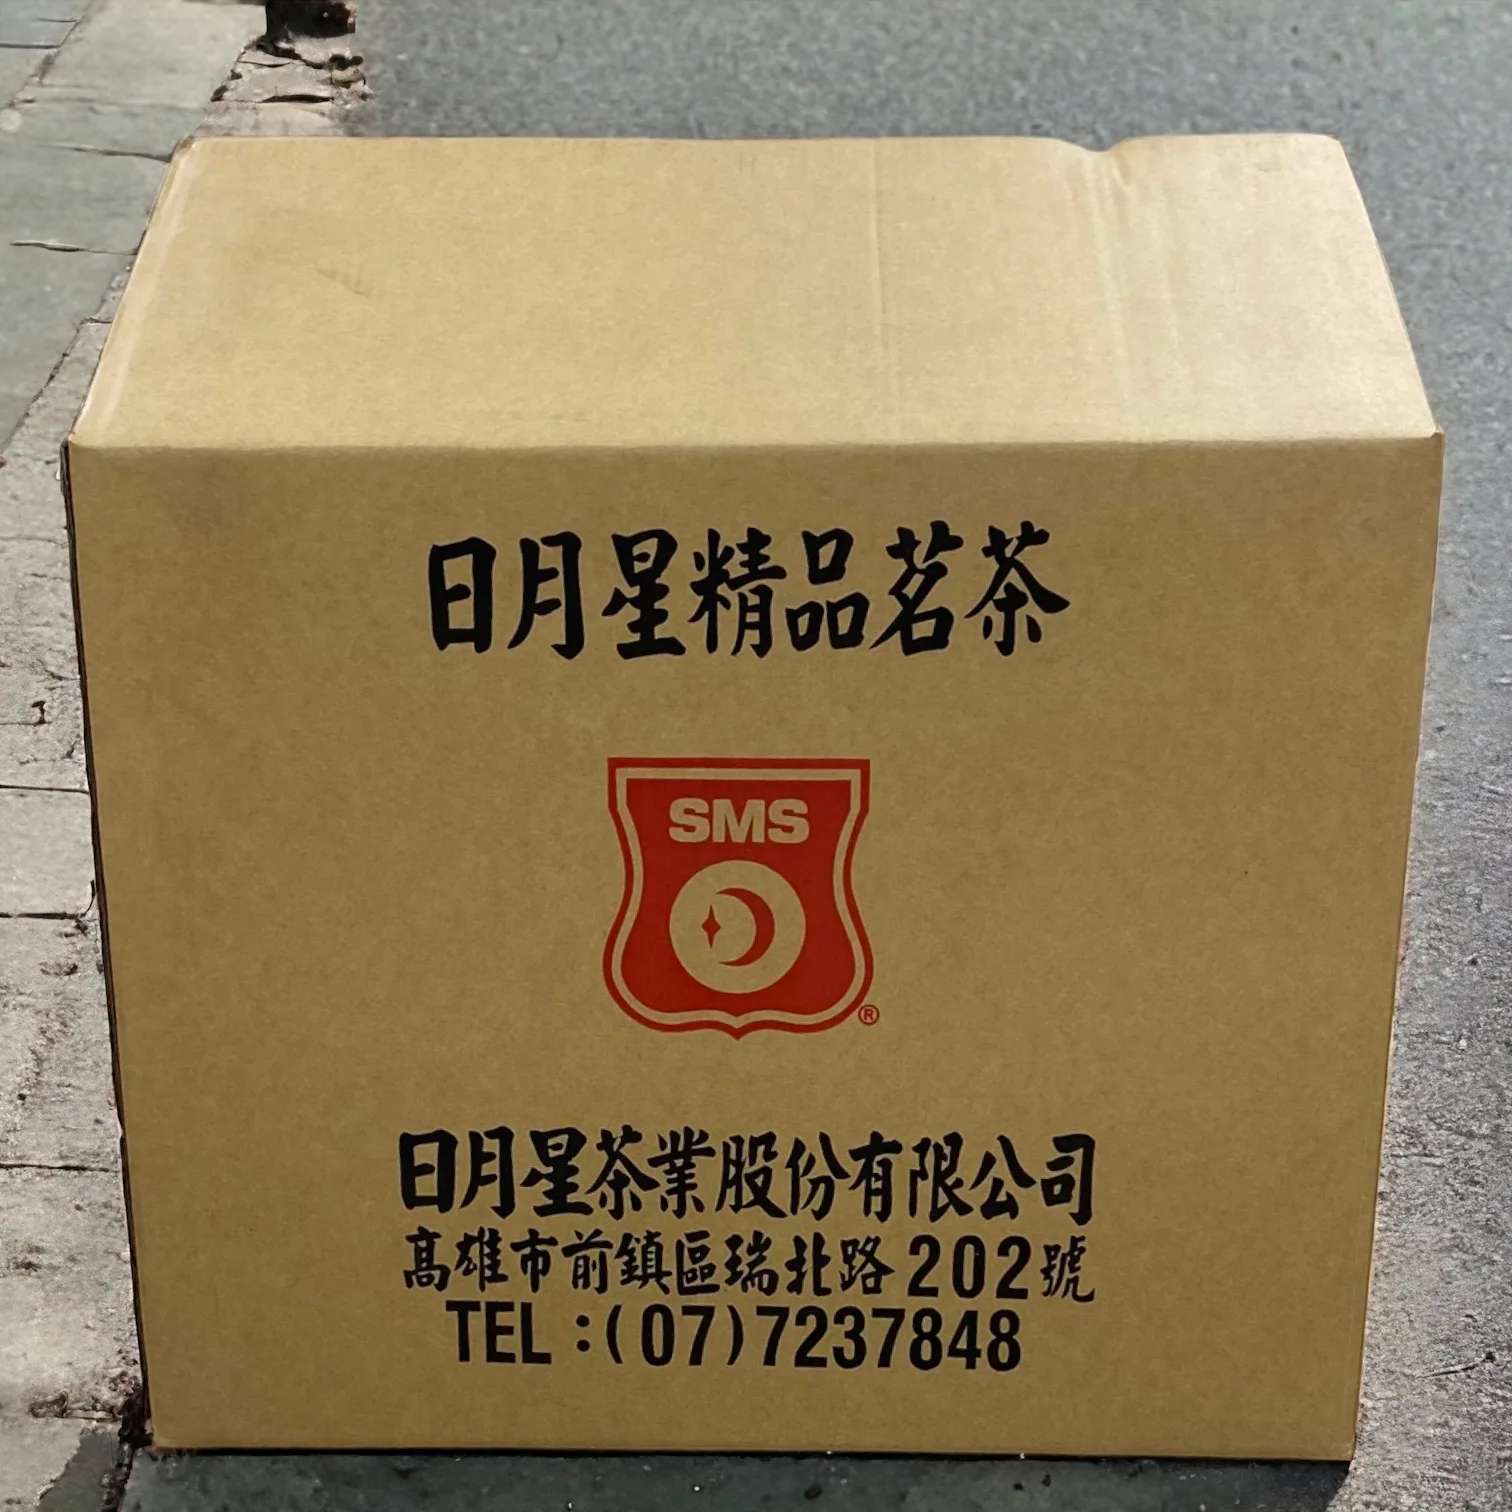 日月星精品茗茶
SMS
®
日月星茶業股份有限公司
高雄市前鎮區瑞北路202號
TEL:(07)7237848